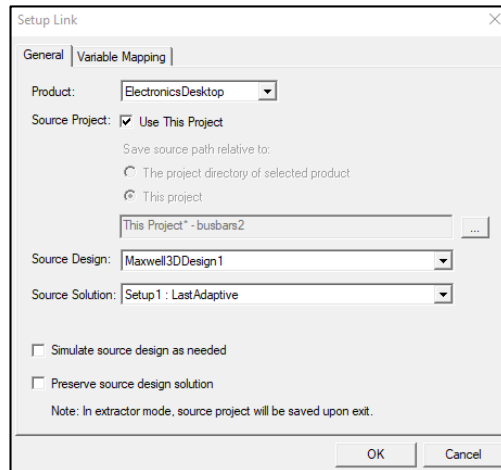 Setup Link
General Variable Mapping
Product: ElectronicsDesktop
Source Project: Use This Project
Save source path relative to:
The project directory of selected product
This project
This Project* - busbars2
...
Source Design: Maxwell3DDesign1
Source Solution: Setup1 : LastAdaptive
Simulate source design as needed
Preserve source design solution
Note: In extractor mode, source project will be saved upon exit.
OK Cancel